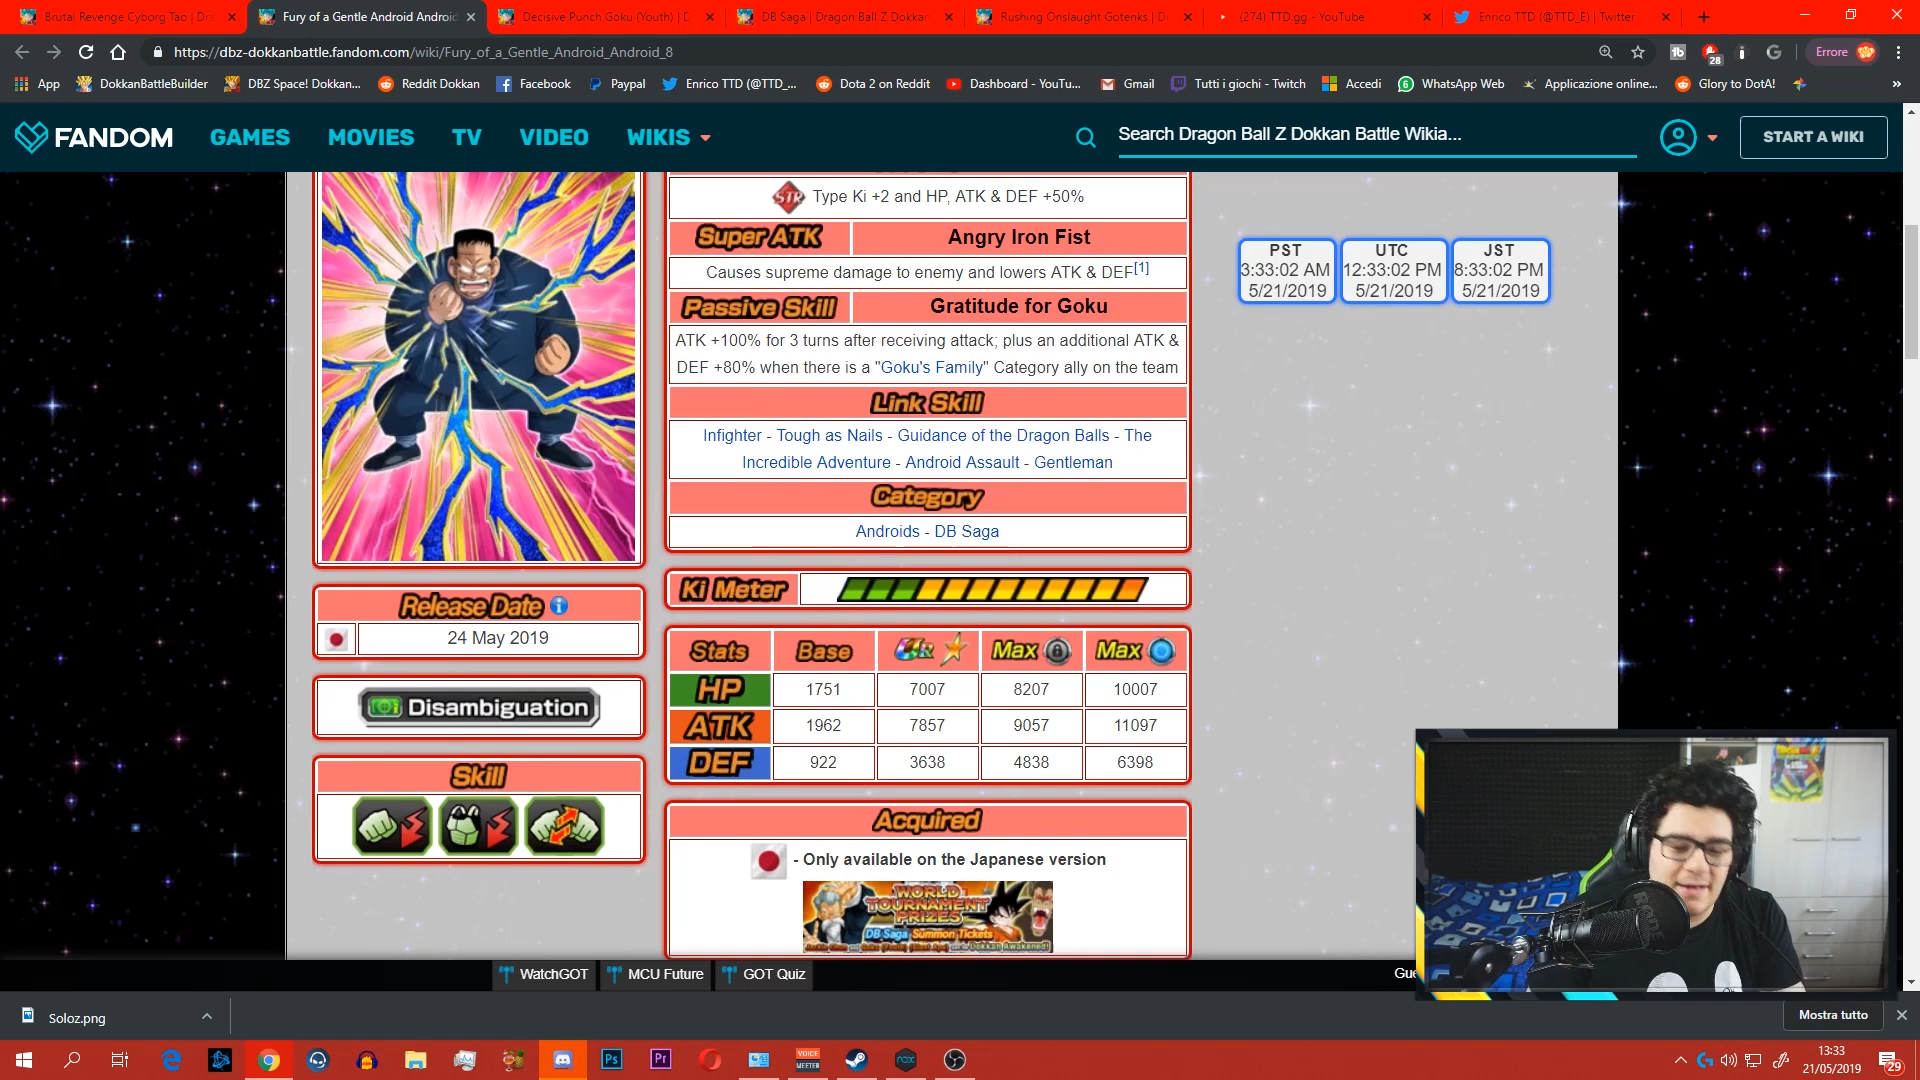 Brutal Revenge Cyborg Tao | Dra
Fury of a Gentle Android Android
Decisive Punch Goku (Youth) | D
DB Saga | Dragon Ball Z Dokkan
Rushing Onslaught Gotenks | D
(274) TTD.gg - YouTube
Enrico TTD (@TTD_E) | Twitter
https://dbz-dokkanbattle.fandom.com/wiki/Fury_of_a_Gentle_Android_Android_8
28
Errore
App
DokkanBattleBuilder
DBZ Space! Dokkan...
Reddit Dokkan
Facebook
Paypal
Enrico TTD (@TTD_...
Dota 2 on Reddit
Dashboard - YouTu...
Gmail
Tutti i giochi - Twitch
Accedi
WhatsApp Web
Applicazione online...
Glory to DotA!
»
FANDOM
GAMES
MOVIES
TV
VIDEO
WIKIS
Search Dragon Ball Z Dokkan Battle Wikia...
START A WIKI
STR Type Ki +2 and HP, ATK & DEF +50%
Super ATK
Angry Iron Fist
Causes supreme damage to enemy and lowers ATK & DEF[1]
Passive Skill
Gratitude for Goku
ATK +100% for 3 turns after receiving attack; plus an additional ATK &
DEF +80% when there is a "Goku's Family" Category ally on the team
Link Skill
Infighter - Tough as Nails - Guidance of the Dragon Balls - The
Incredible Adventure - Android Assault - Gentleman
Category
Androids - DB Saga
PST
3:33:02 AM
5/21/2019
UTC
12:33:02 PM
5/21/2019
JST
8:33:02 PM
5/21/2019
Release Date
24 May 2019
Disambiguation
Skill
Ki Meter
Stats Base UR Max Max
HP 1751 7007 8207 10007
ATK 1962 7857 9057 11097
DEF 922 3638 4838 6398
Acquired
- Only available on the Japanese version
WORLD
TOURNAMENT
PRIZES
DB Saga Summon Tickets
WatchGOT
MCU Future
GOT Quiz
Soloz.png
Mostra tutto
Ps
Pr
VOICE
MEETER
nox
13:33
21/05/2019
29